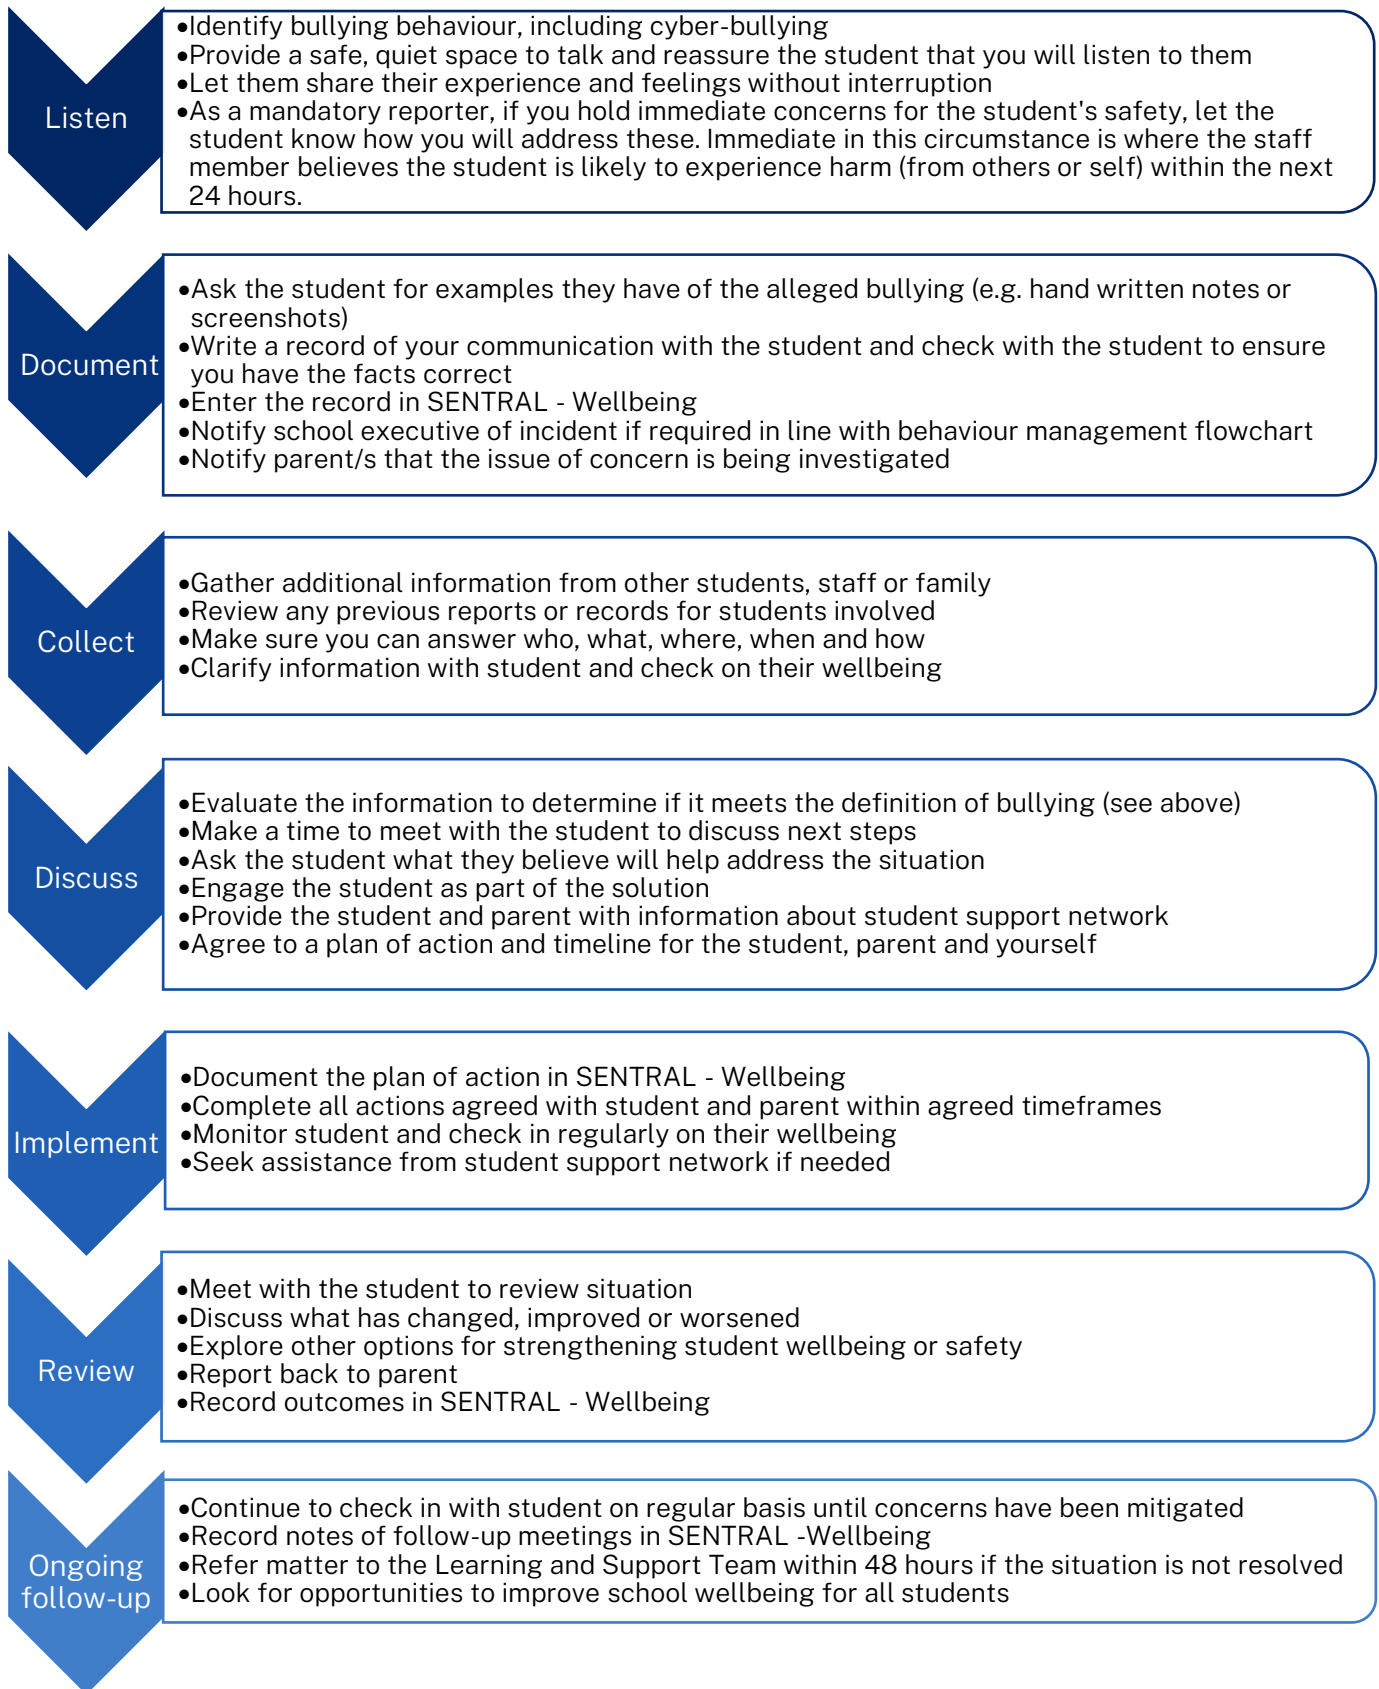 Listen
•Identify bullying behaviour, including cyber-bullying
•Provide a safe, quiet space to talk and reassure the student that you will listen to them
•Let them share their experience and feelings without interruption
•As a mandatory reporter, if you hold immediate concerns for the student's safety, let the
student know how you will address these. Immediate in this circumstance is where the staff
member believes the student is likely to experience harm (from others or self) within the next
24 hours.
Document
•Ask the student for examples they have of the alleged bullying (e.g. hand written notes or
screenshots)
•Write a record of your communication with the student and check with the student to ensure
you have the facts correct
•Enter the record in SENTRAL - Wellbeing
•Notify school executive of incident if required in line with behaviour management flowchart
•Notify parent/s that the issue of concern is being investigated
Collect
•Gather additional information from other students, staff or family
•Review any previous reports or records for students involved
•Make sure you can answer who, what, where, when and how
•Clarify information with student and check on their wellbeing
Discuss
•Evaluate the information to determine if it meets the definition of bullying (see above)
•Make a time to meet with the student to discuss next steps
•Ask the student what they believe will help address the situation
•Engage the student as part of the solution
•Provide the student and parent with information about student support network
•Agree to a plan of action and timeline for the student, parent and yourself
Implement
•Document the plan of action in SENTRAL - Wellbeing
•Complete all actions agreed with student and parent within agreed timeframes
•Monitor student and check in regularly on their wellbeing
•Seek assistance from student support network if needed
Review
•Meet with the student to review situation
•Discuss what has changed, improved or worsened
•Explore other options for strengthening student wellbeing or safety
•Report back to parent
•Record outcomes in SENTRAL - Wellbeing
Ongoing
follow-up
•Continue to check in with student on regular basis until concerns have been mitigated
•Record notes of follow-up meetings in SENTRAL -Wellbeing
•Refer matter to the Learning and Support Team within 48 hours if the situation is not resolved
•Look for opportunities to improve school wellbeing for all students